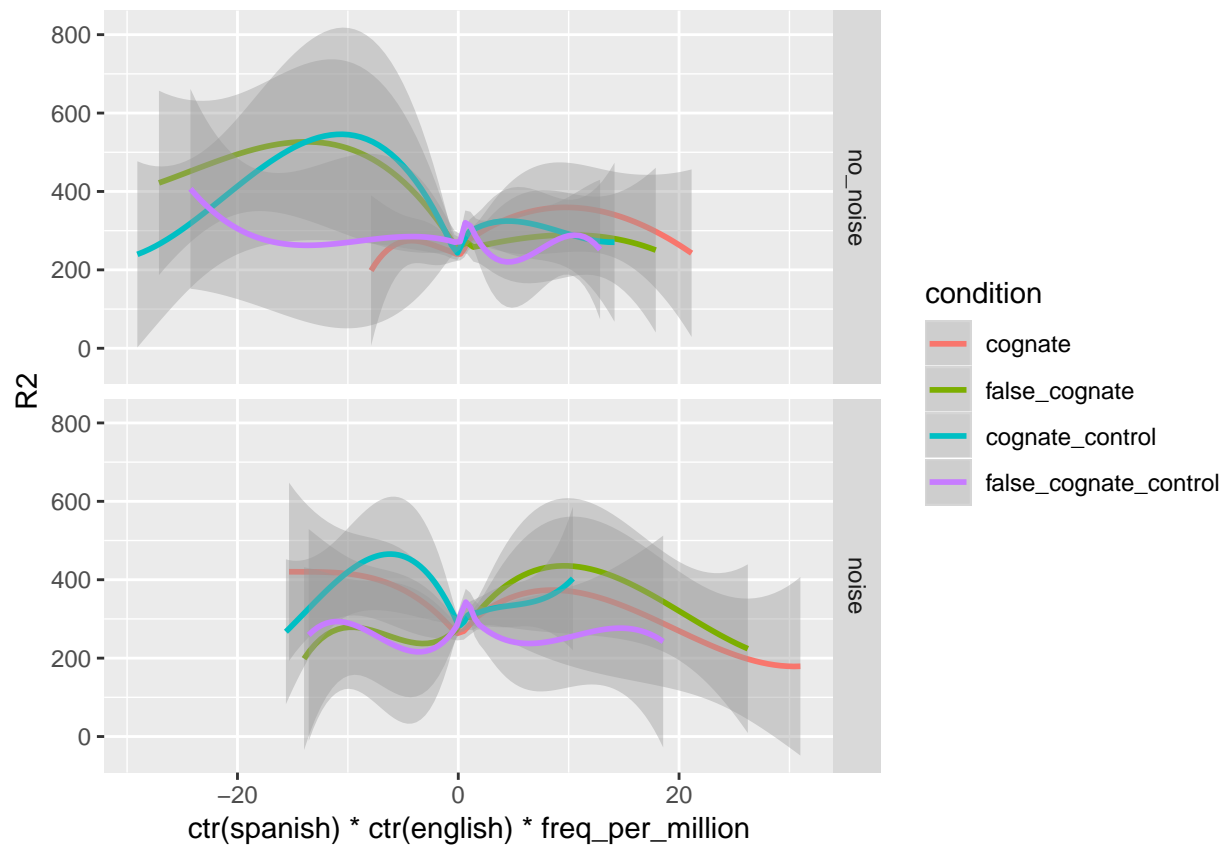 800
600
400
200
0
no_noise
R2
800
600
400
200
0
noise
−20
0
20
ctr(spanish) * ctr(english) * freq_per_million
condition
cognate
false_cognate
cognate_control
false_cognate_control